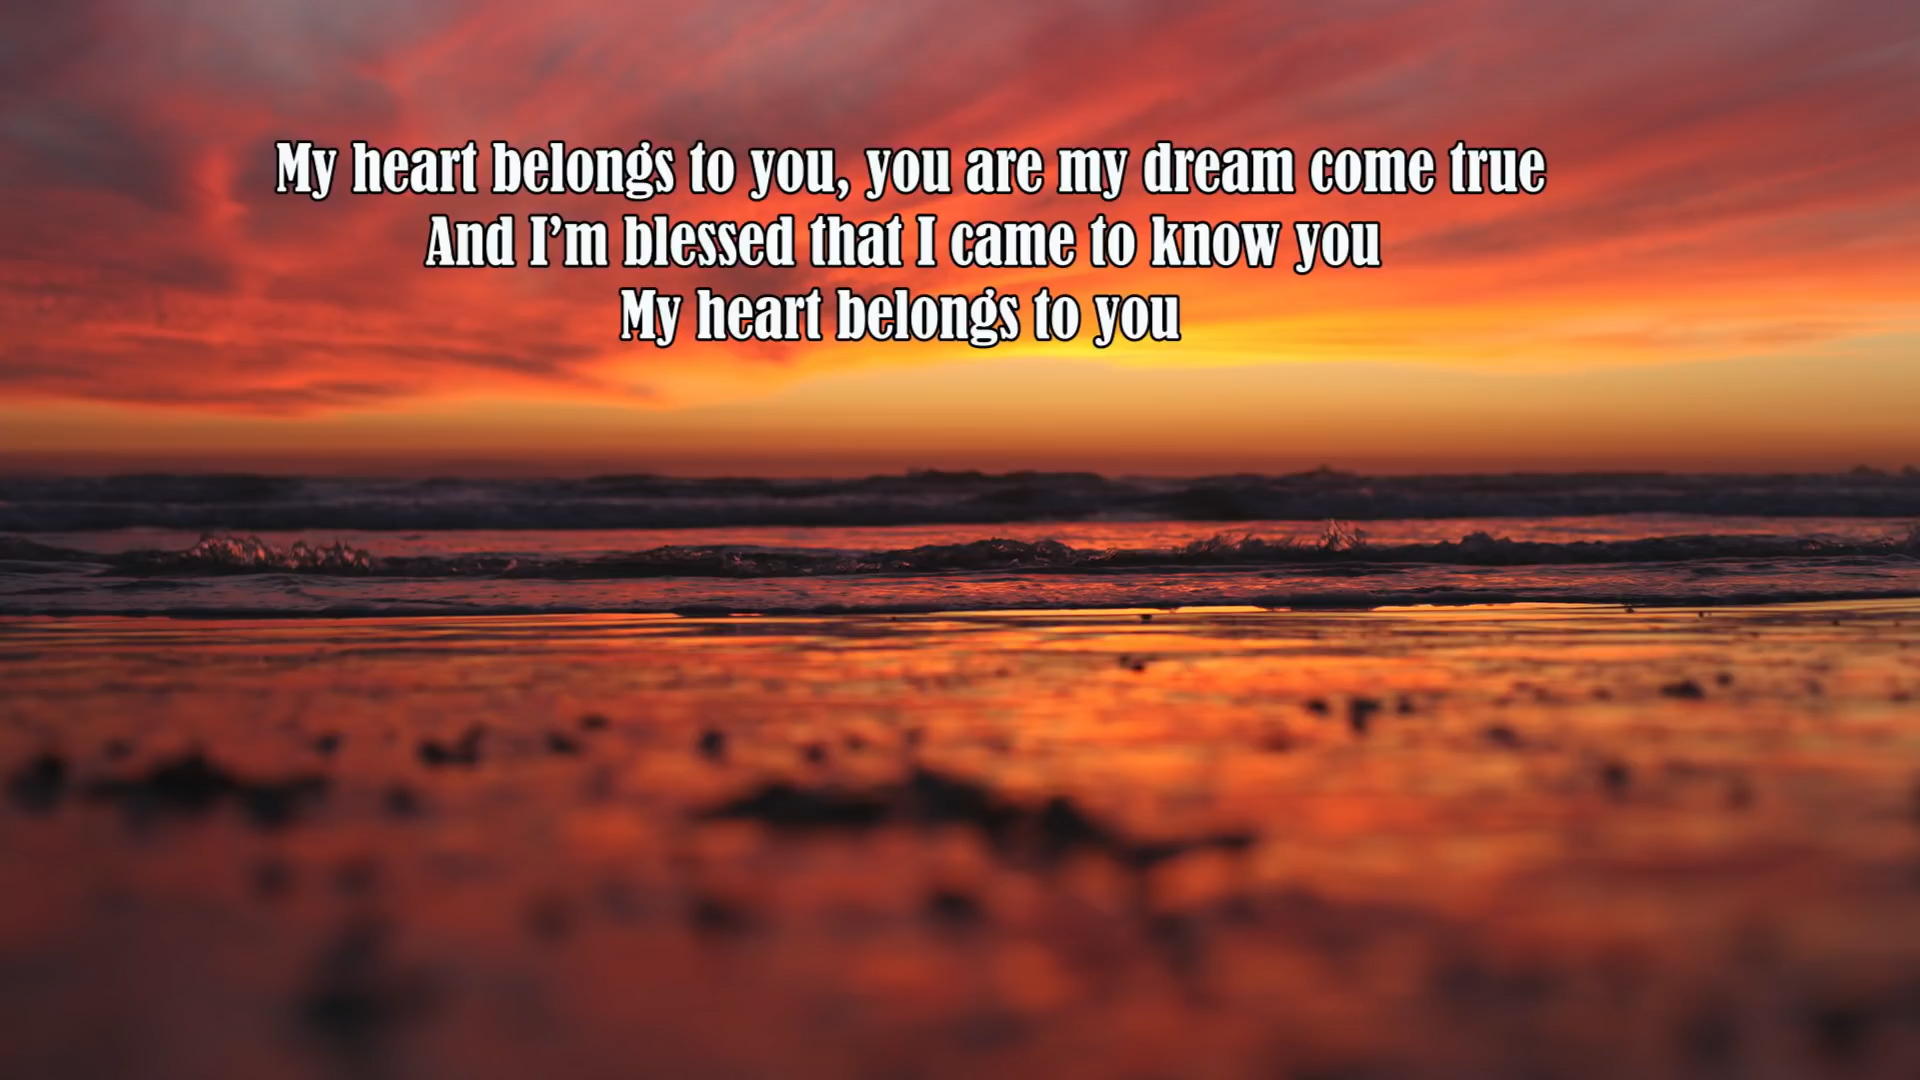 My heart belongs to you, you are my dream come true
And I’m blessed that I came to know you
My heart belongs to you